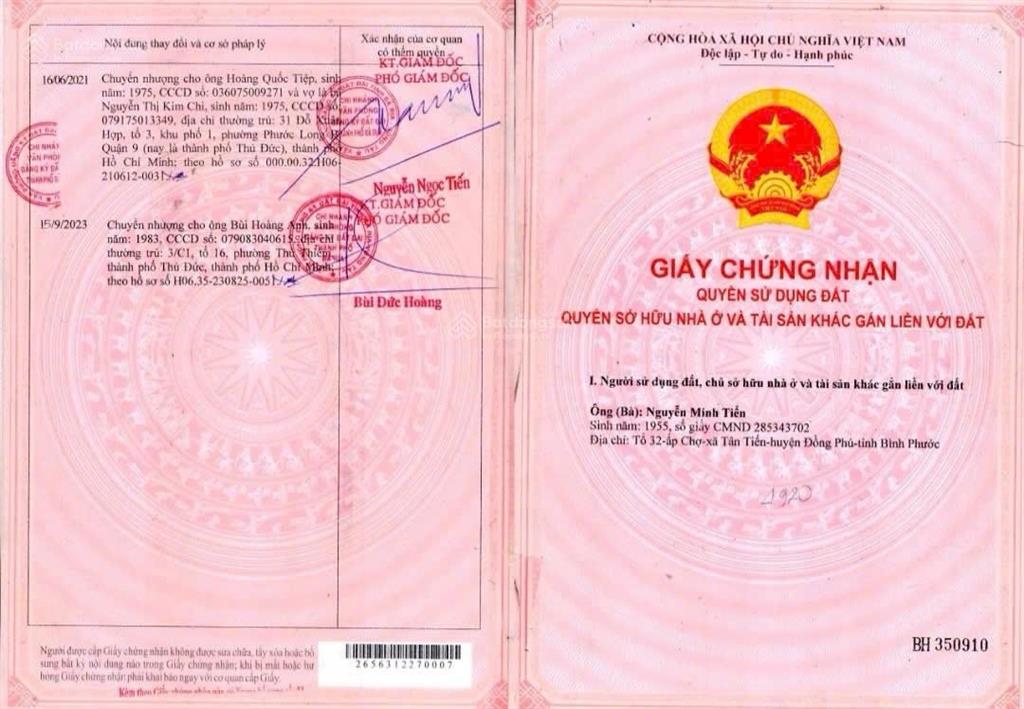 Nội dung thay đổi và cơ sở pháp lý
Xác nhận của cơ quan
có thẩm quyền
16/06/2021
Chuyển nhượng cho ông Hoàng Quốc Tiệp, sinh
năm: 1975, CCCD số: 036075009271 và vợ là bà
Nguyễn Thị Kim Chi, sinh năm: 1975, CCCD số:
079175013349, địa chỉ thường trú: 31 Đỗ Xuân
Hợp, tổ 3, khu phố 1, phường Phước Long
Quận 9 (nay là thành phố Thủ Đức), thành phố
Hồ Chí Minh; theo hồ sơ số 000.00.32.H06-
210612-0031
KT.GIÁM ĐỐC
PHÓ GIÁM ĐỐC
Nguyễn Ngọc Tiến
15/9/2023
Chuyển nhượng cho ông Bùi Hoàng Anh, sinh
năm: 1983, CCCD số: 079083040615, địa chỉ
thường trú: 3/C1, tổ 16, phường Thủ Thiêm,
thành phố Thủ Đức, thành phố Hồ Chí Minh;
theo hồ sơ số H06.35-230825-0051
KT.GIÁM ĐỐC
PHÓ GIÁM ĐỐC
Bùi Đức Hoàng
Người được cấp Giấy chứng nhận không được sửa chữa, tẩy xóa hoặc bổ
sung bất kỳ nội dung nào trong Giấy chứng nhận; khi bị mất hoặc hư
hỏng Giấy chứng nhận phải khai báo ngay với cơ quan cấp Giấy.
2656312270007
CỘNG HÒA XÃ HỘI CHỦ NGHĨA VIỆT NAM
Độc lập - Tự do - Hạnh phúc
GIẤY CHỨNG NHẬN
QUYỀN SỬ DỤNG ĐẤT
QUYỀN SỞ HỮU NHÀ Ở VÀ TÀI SẢN KHÁC GẮN LIỀN VỚI ĐẤT
I. Người sử dụng đất, chủ sở hữu nhà ở và tài sản khác gắn liền với đất
Ông (Bà): Nguyễn Minh Tiến
Sinh năm: 1955, số giấy CMND 285343702
Địa chỉ: Tổ 32-ấp Chợ-xã Tân Tiến-huyện Đồng Phú-tỉnh Bình Phước
1920
BH 350910